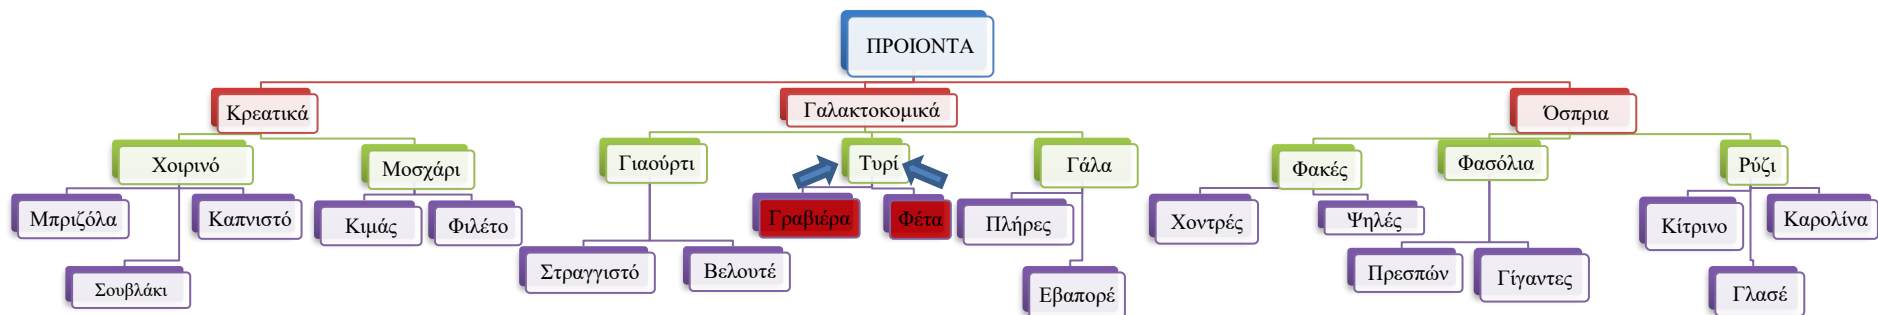 ΠΡΟΙΟΝΤΑ
Κρεατικά
Γαλακτοκομικά
Όσπρια
Χοιρινό
Μοσχάρι
Γιαούρτι
Τυρί
Γάλα
Φακές
Φασόλια
Ρύζι
Μπριζόλα
Καπνιστό
Κιμάς
Φιλέτο
Γραβιέρα
Φέτα
Πλήρες
Χοντρές
Ψηλές
Κίτρινο
Καρολίνα
Σουβλάκι
Στραγγιστό
Βελουτέ
Εβαπορέ
Πρεσπών
Γίγαντες
Γλασέ